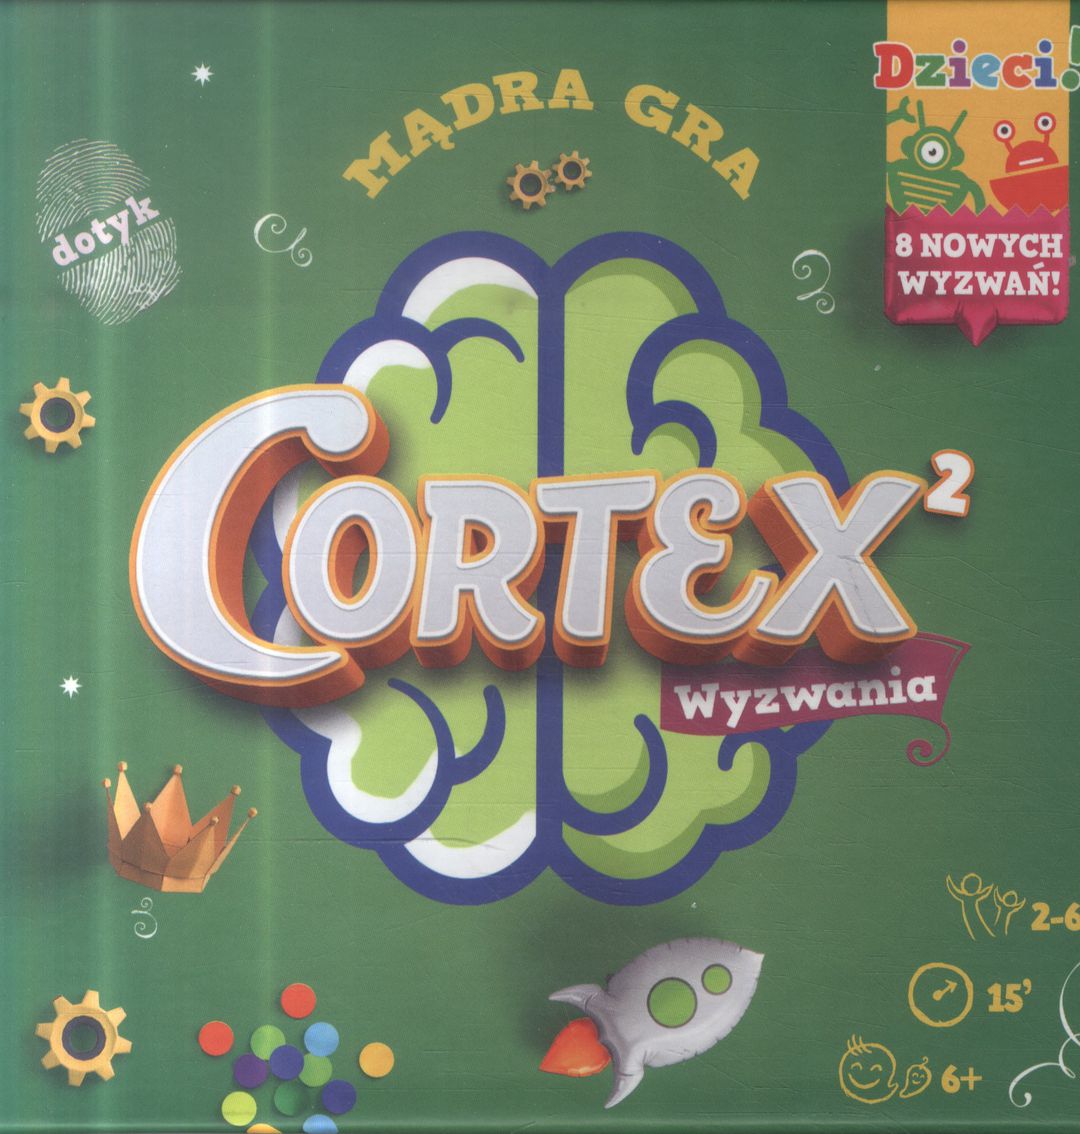 MĄDRA GRA
Dzieci!
8 NOWYCH
WYZWAŃ!
dotyk
CORTEX²
Wyzwania
2-6
15’
6+